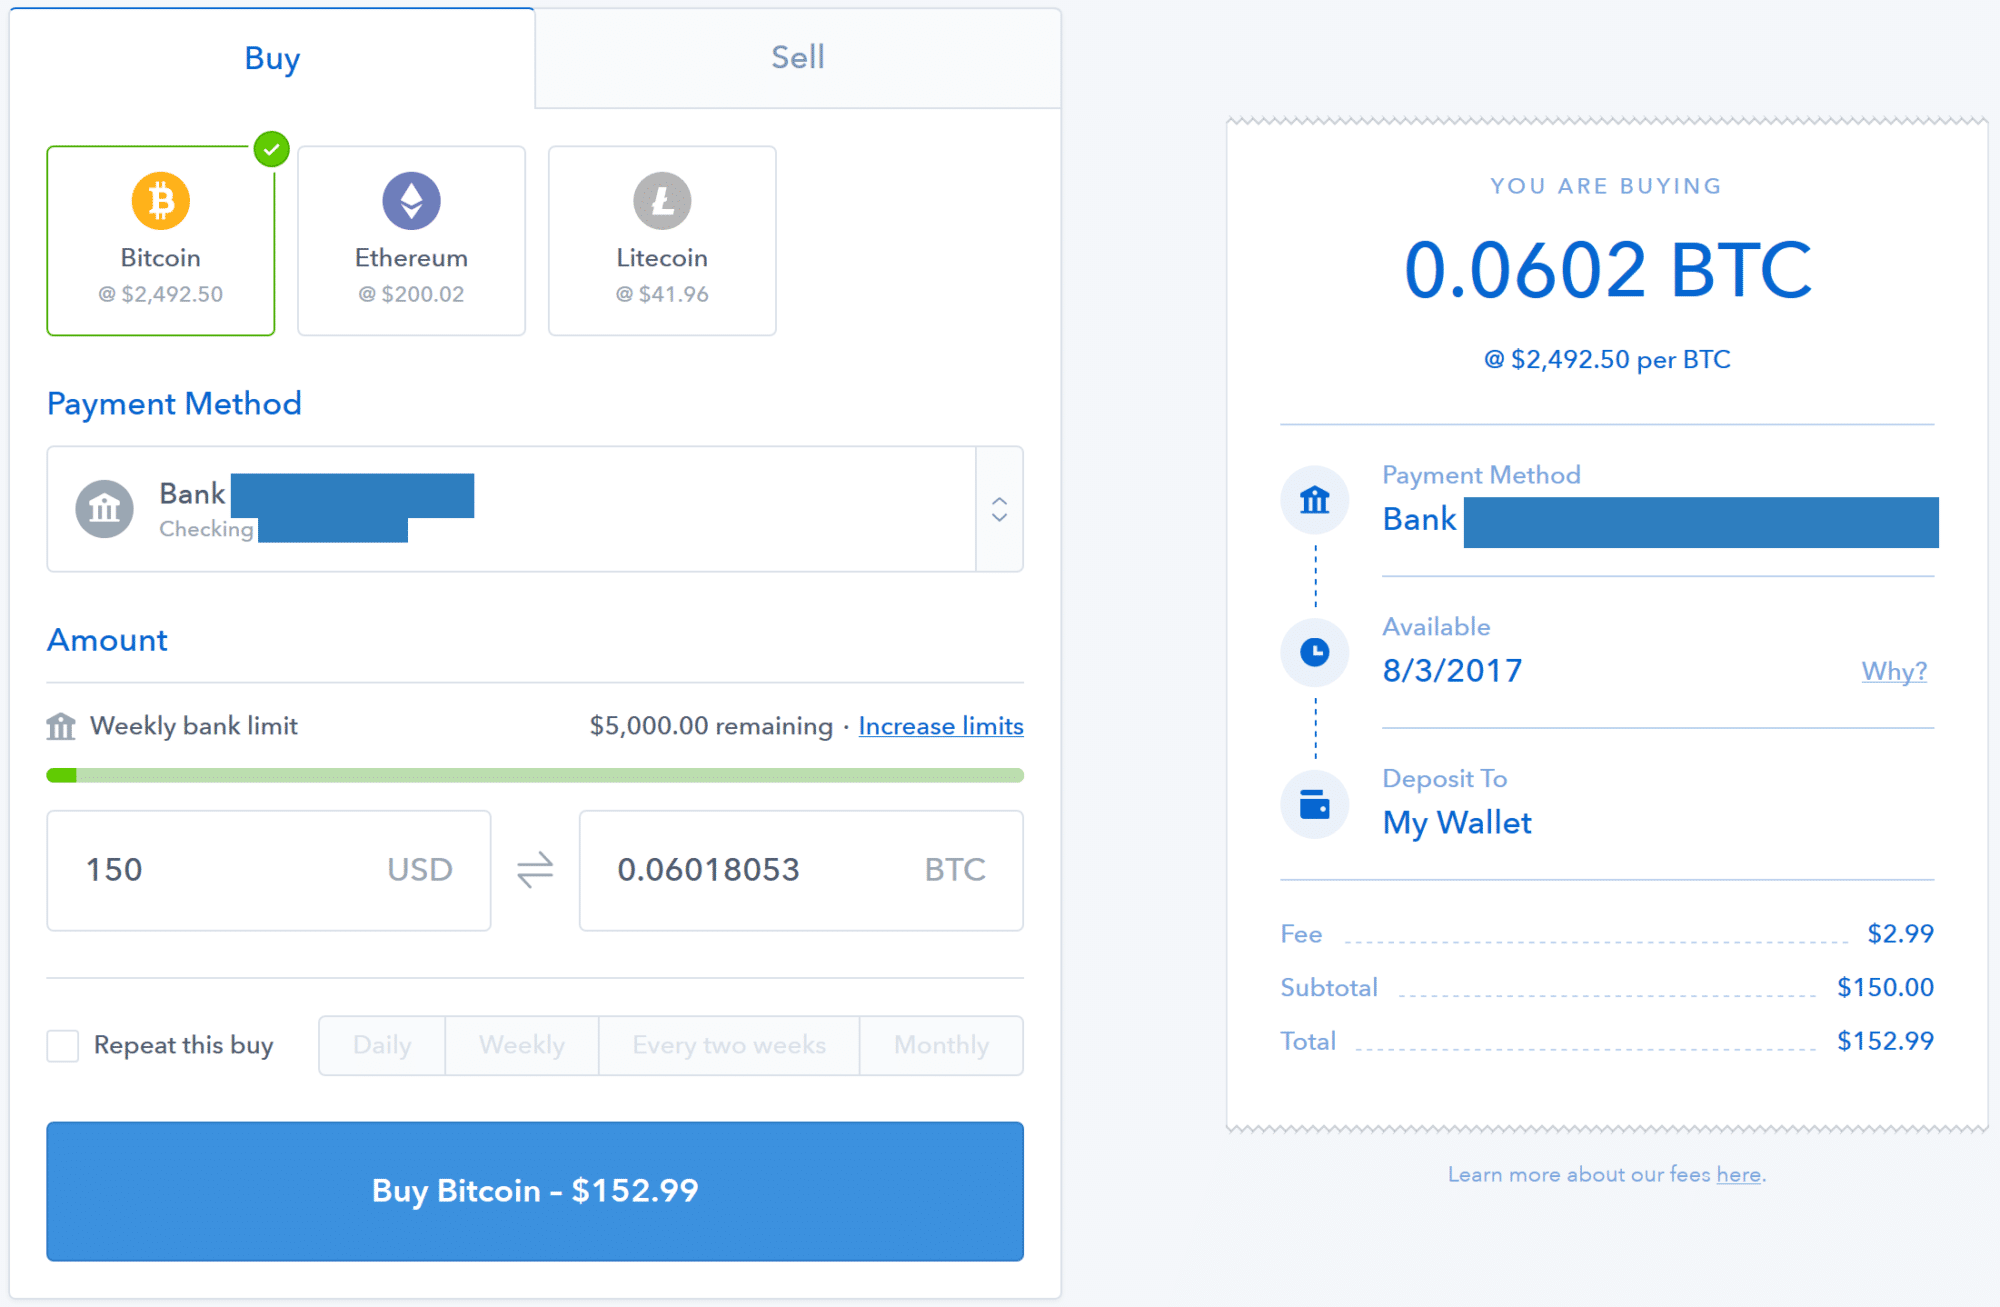 Buy
Sell
Bitcoin
@ $2,492.50
Ethereum
@ $200.02
Litecoin
@ $41.96
Payment Method
Bank
Checking
Amount
Weekly bank limit
$5,000.00 remaining · Increase limits
150 USD
0.06018053 BTC
Repeat this buy
Daily
Weekly
Every two weeks
Monthly
Buy Bitcoin - $152.99
YOU ARE BUYING
0.0602 BTC
@ $2,492.50 per BTC
Payment Method
Bank
Available
8/3/2017
Why?
Deposit To
My Wallet
Fee $2.99
Subtotal $150.00
Total $152.99
Learn more about our fees here.